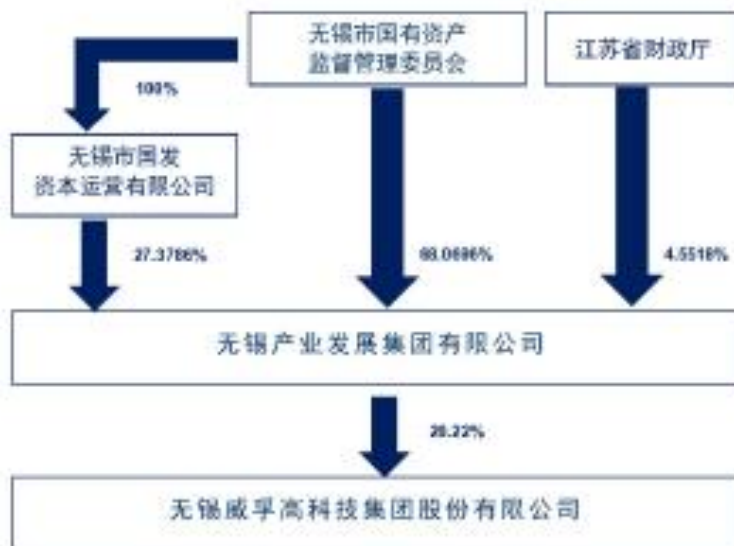 无锡市国有资产
监督管理委员会
江苏省财政厅
100%
无锡市国发
资本运营有限公司
27.3786%
68.0696%
4.5518%
无锡产业发展集团有限公司
20.22%
无锡威孚高科技集团股份有限公司